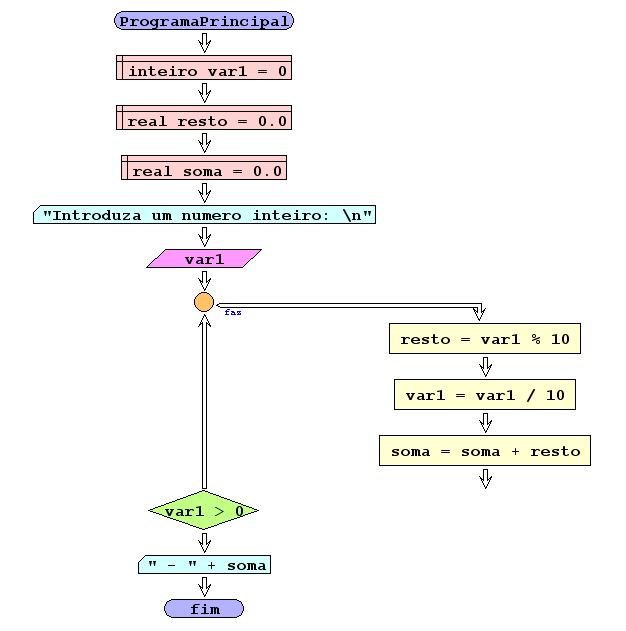 ProgramaPrincipal
inteiro var1 = 0
real resto = 0.0
real soma = 0.0
"Introduza um numero inteiro: \n"
var1
faz
resto = var1 % 10
var1 = var1 / 10
soma = soma + resto
var1 > 0
" - " + soma
fim